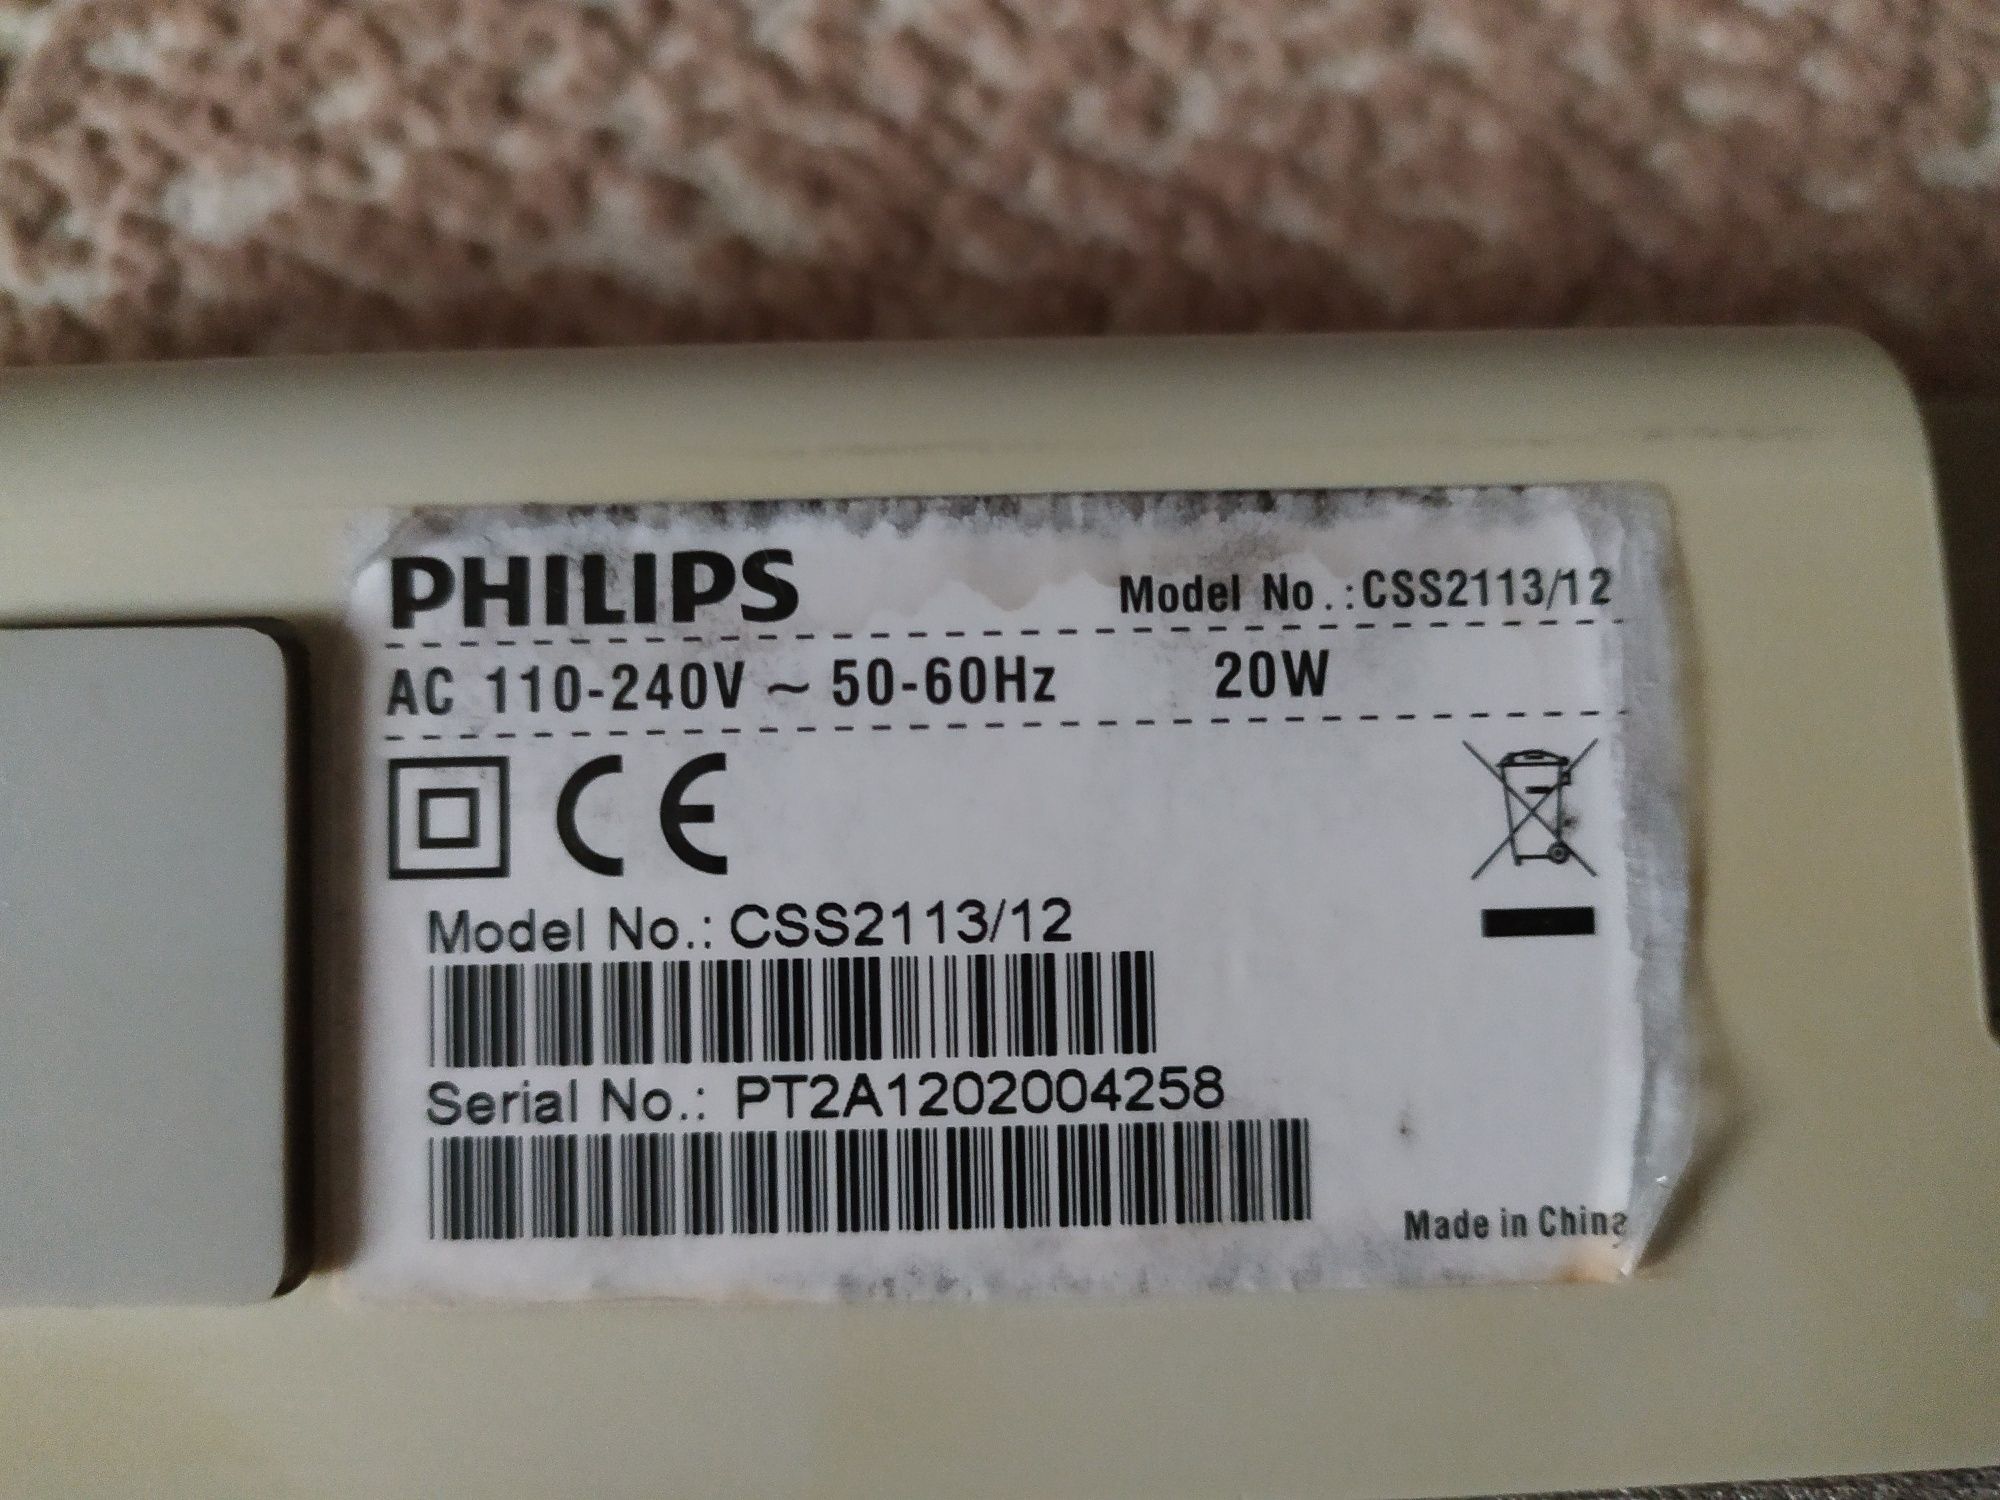 PHILIPS
Model No.:CSS2113/12
AC 110-240V ~ 50-60Hz 20W
CE
Model No.: CSS2113/12
Serial No.: PT2A1202004258
Made in China